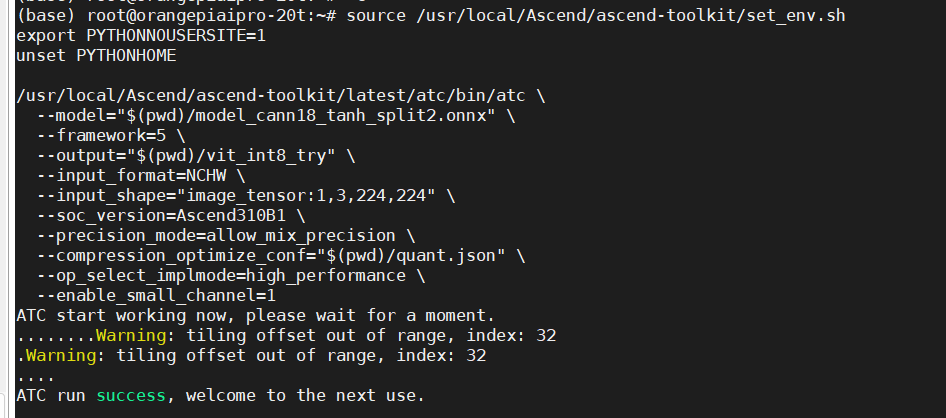 (base) root@orangepiaipro-20t:~# source /usr/local/Ascend/ascend-toolkit/set_env.sh
export PYTHONNOUSERSITE=1
unset PYTHONHOME
/usr/local/Ascend/ascend-toolkit/latest/atc/bin/atc \
--model="$(pwd)/model_cann18_tanh_split2.onnx" \
--framework=5 \
--output="$(pwd)/vit_int8_try" \
--input_format=NCHW \
--input_shape="image_tensor:1,3,224,224" \
--soc_version=Ascend310B1 \
--precision_mode=allow_mix_precision \
--compression_optimize_conf="$(pwd)/quant.json" \
--op_select_implmode=high_performance \
--enable_small_channel=1
ATC start working now, please wait for a moment.
........Warning: tiling offset out of range, index: 32
.Warning: tiling offset out of range, index: 32
....
ATC run success, welcome to the next use.